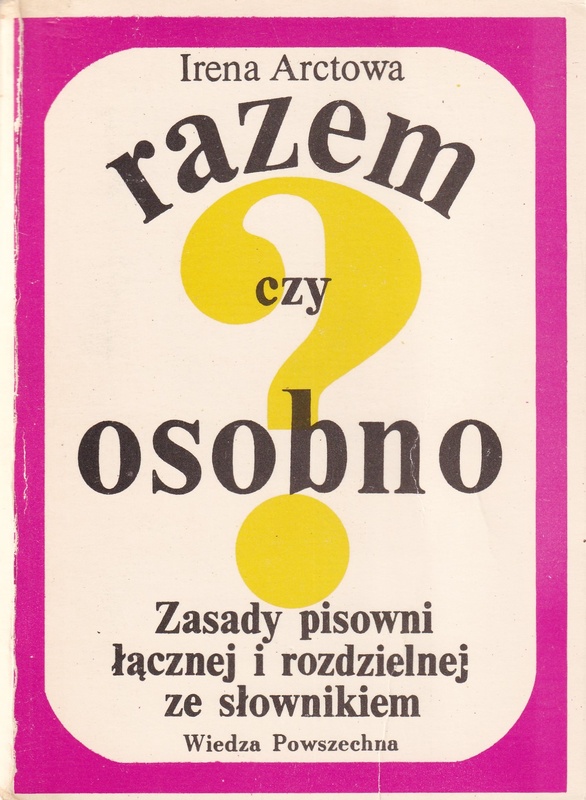 Irena Arctowa
razem
czy
osobno
Zasady pisowni
łącznej i rozdzielnej
ze słownikiem
Wiedza Powszechna